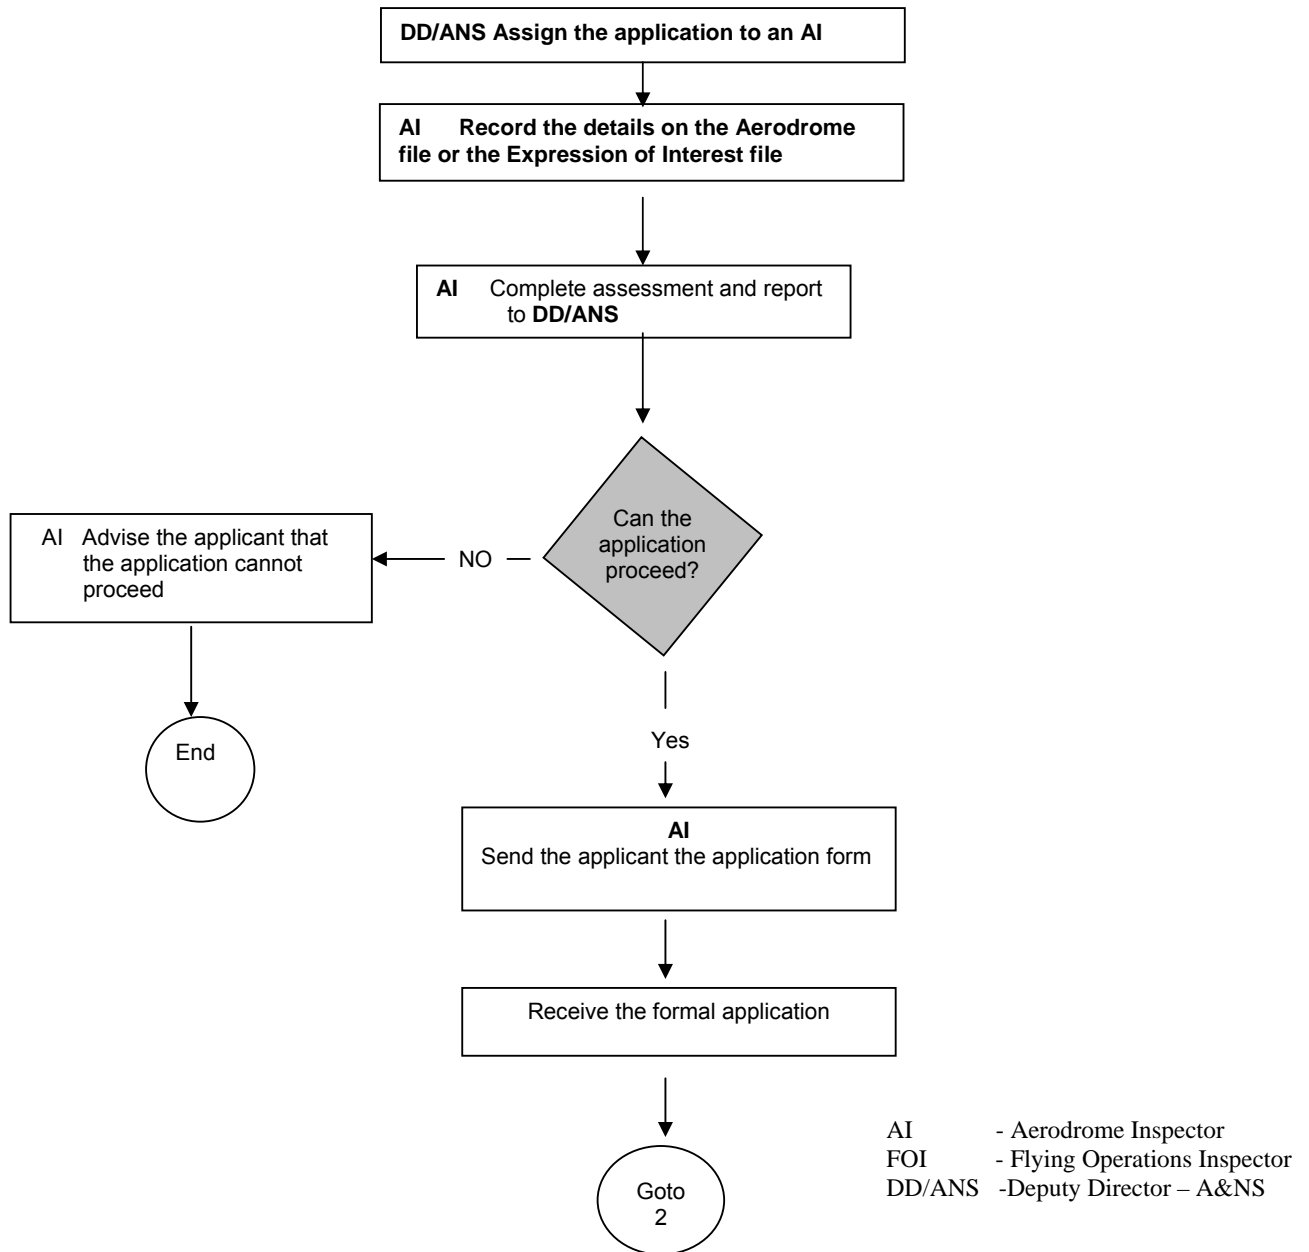 DD/ANS Assign the application to an AI
AI Record the details on the Aerodrome
file or the Expression of Interest file
AI Complete assessment and report
to DD/ANS
Can the
application
proceed?
NO
AI Advise the applicant that
the application cannot
proceed
End
Yes
AI
Send the applicant the application form
Receive the formal application
Goto
2
AI - Aerodrome Inspector
FOI - Flying Operations Inspector
DD/ANS -Deputy Director – A&NS